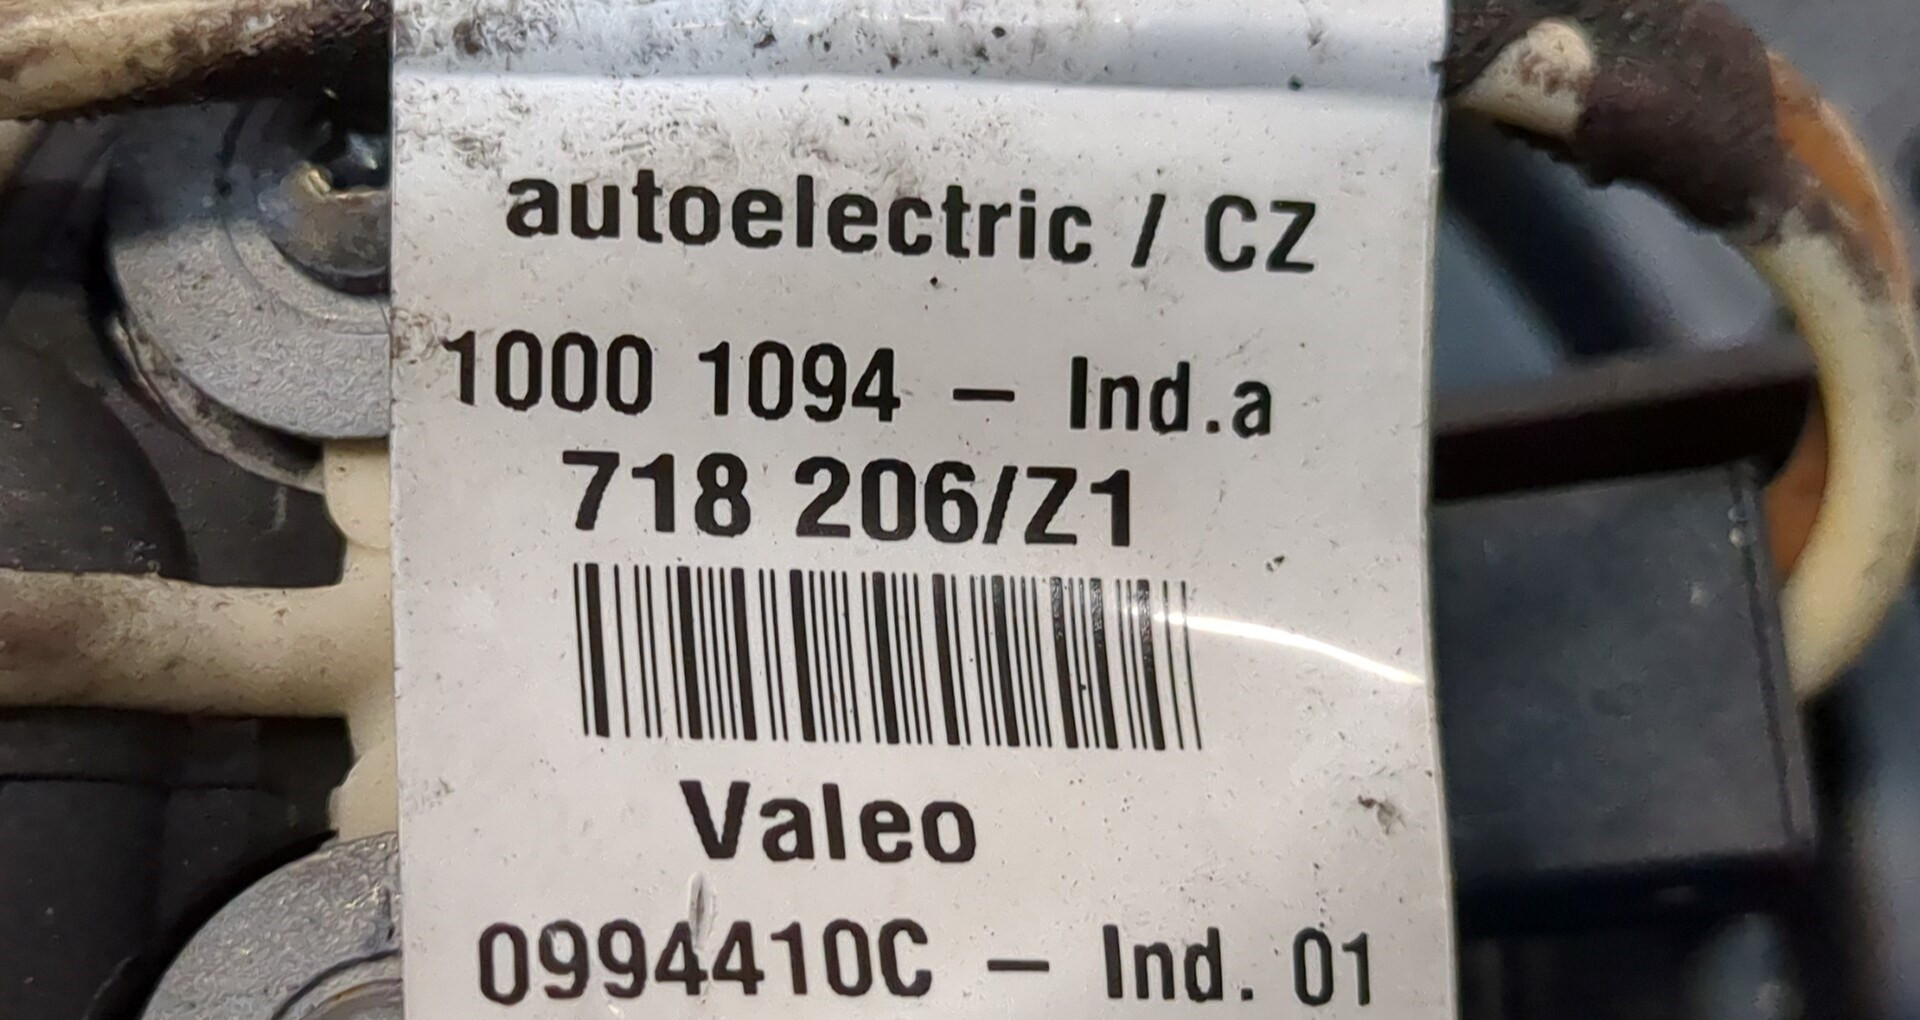 autoelectric / CZ
1000 1094 – Ind.a
718 206/Z1
Valeo
0994410C – Ind. 01